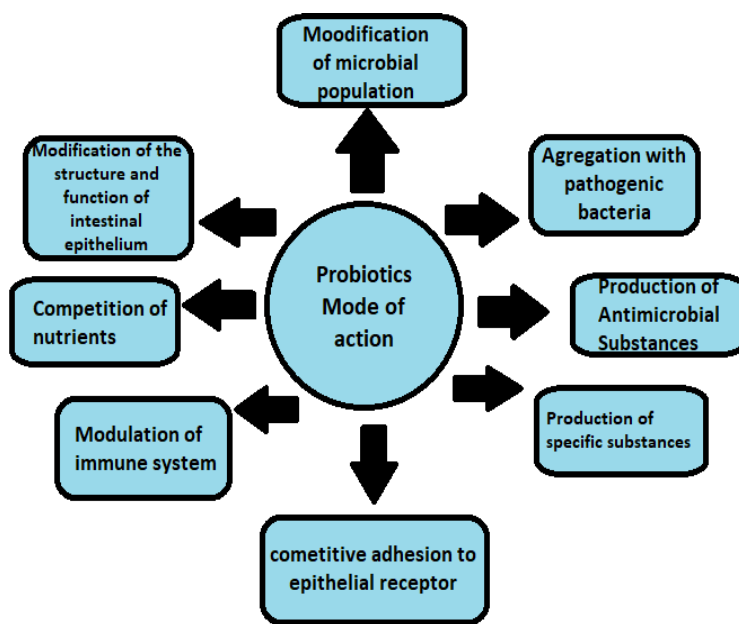 Moodification
of microbial
population
Modification of the
structure and
function of
intestinal
epithelium
Agregation with
pathogenic
bacteria
Probiotics
Mode of
action
Competition of
nutrients
Production of
Antimicrobial
Substances
Modulation of
immune system
Production of
specific substances
cometitive adhesion to
epithelial receptor